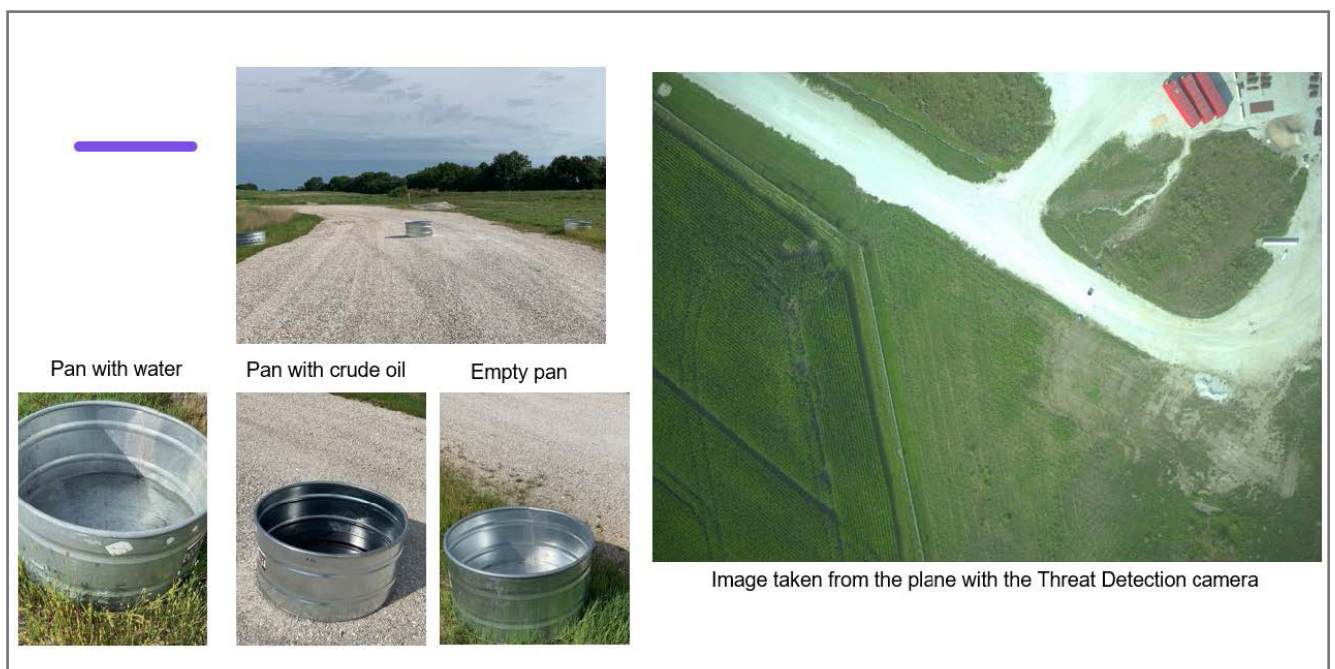 Pan with water
Pan with crude oil
Empty pan
Image taken from the plane with the Threat Detection camera